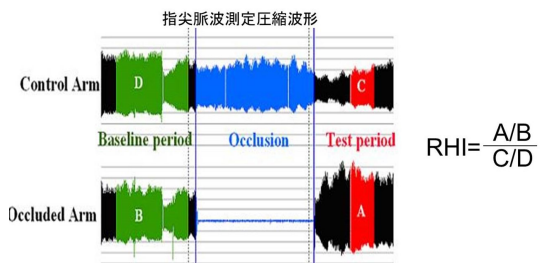 指尖脈波測定圧縮波形
Control Arm
D
C
Baseline period
Occlusion
Test period
RHI= A/B
C/D
Occluded Arm
B
A